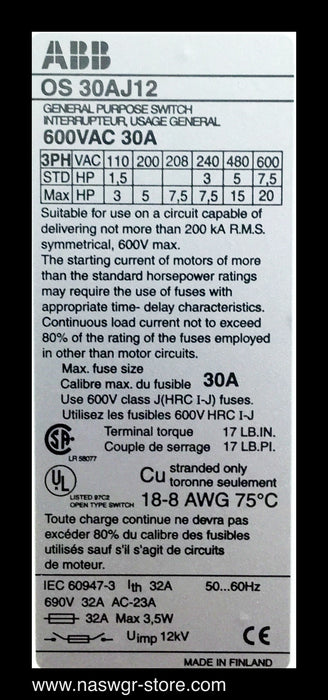 ABB
OS 30AJ12
GENERAL PURPOSE SWITCH
INTERRUPTEUR, USAGE GENERAL
600VAC 30A
3PH VAC 110 200 208 240 480 600
STD HP 1,5 3 5 7,5
Max HP 3 5 7,5 7,5 15 20
Suitable for use on a circuit capable of
delivering not more than 200 kA R.M.S.
symmetrical, 600V max.
The starting current of motors of more
than the standard horsepower ratings
may require the use of fuses with
appropriate time- delay characteristics.
Continuous load current not to exceed
80% of the rating of the fuses employed
in other than motor circuits.
Max. fuse size
Calibre max. du fusible 30A
Use 600V class J(HRC I-J) fuses.
Utilisez les fusibles 600V HRC I-J
Terminal torque 17 LB.IN.
Couple de serrage 17 LB.PI.
LR 58077
UL
LISTED 97C2
OPEN TYPE SWITCH
Cu stranded only
toronne seulement
18-8 AWG 75°C
Toute charge continue ne devra pas
excéder 80% du calibre des fusibles
utilisés sauf s'il s'agit de circuits
de moteur.
IEC 60947-3 Ith 32A 50...60Hz
690V 32A AC-23A
32A Max 3,5W
Uimp 12kV CE
MADE IN FINLAND
www.naswgr-store.com